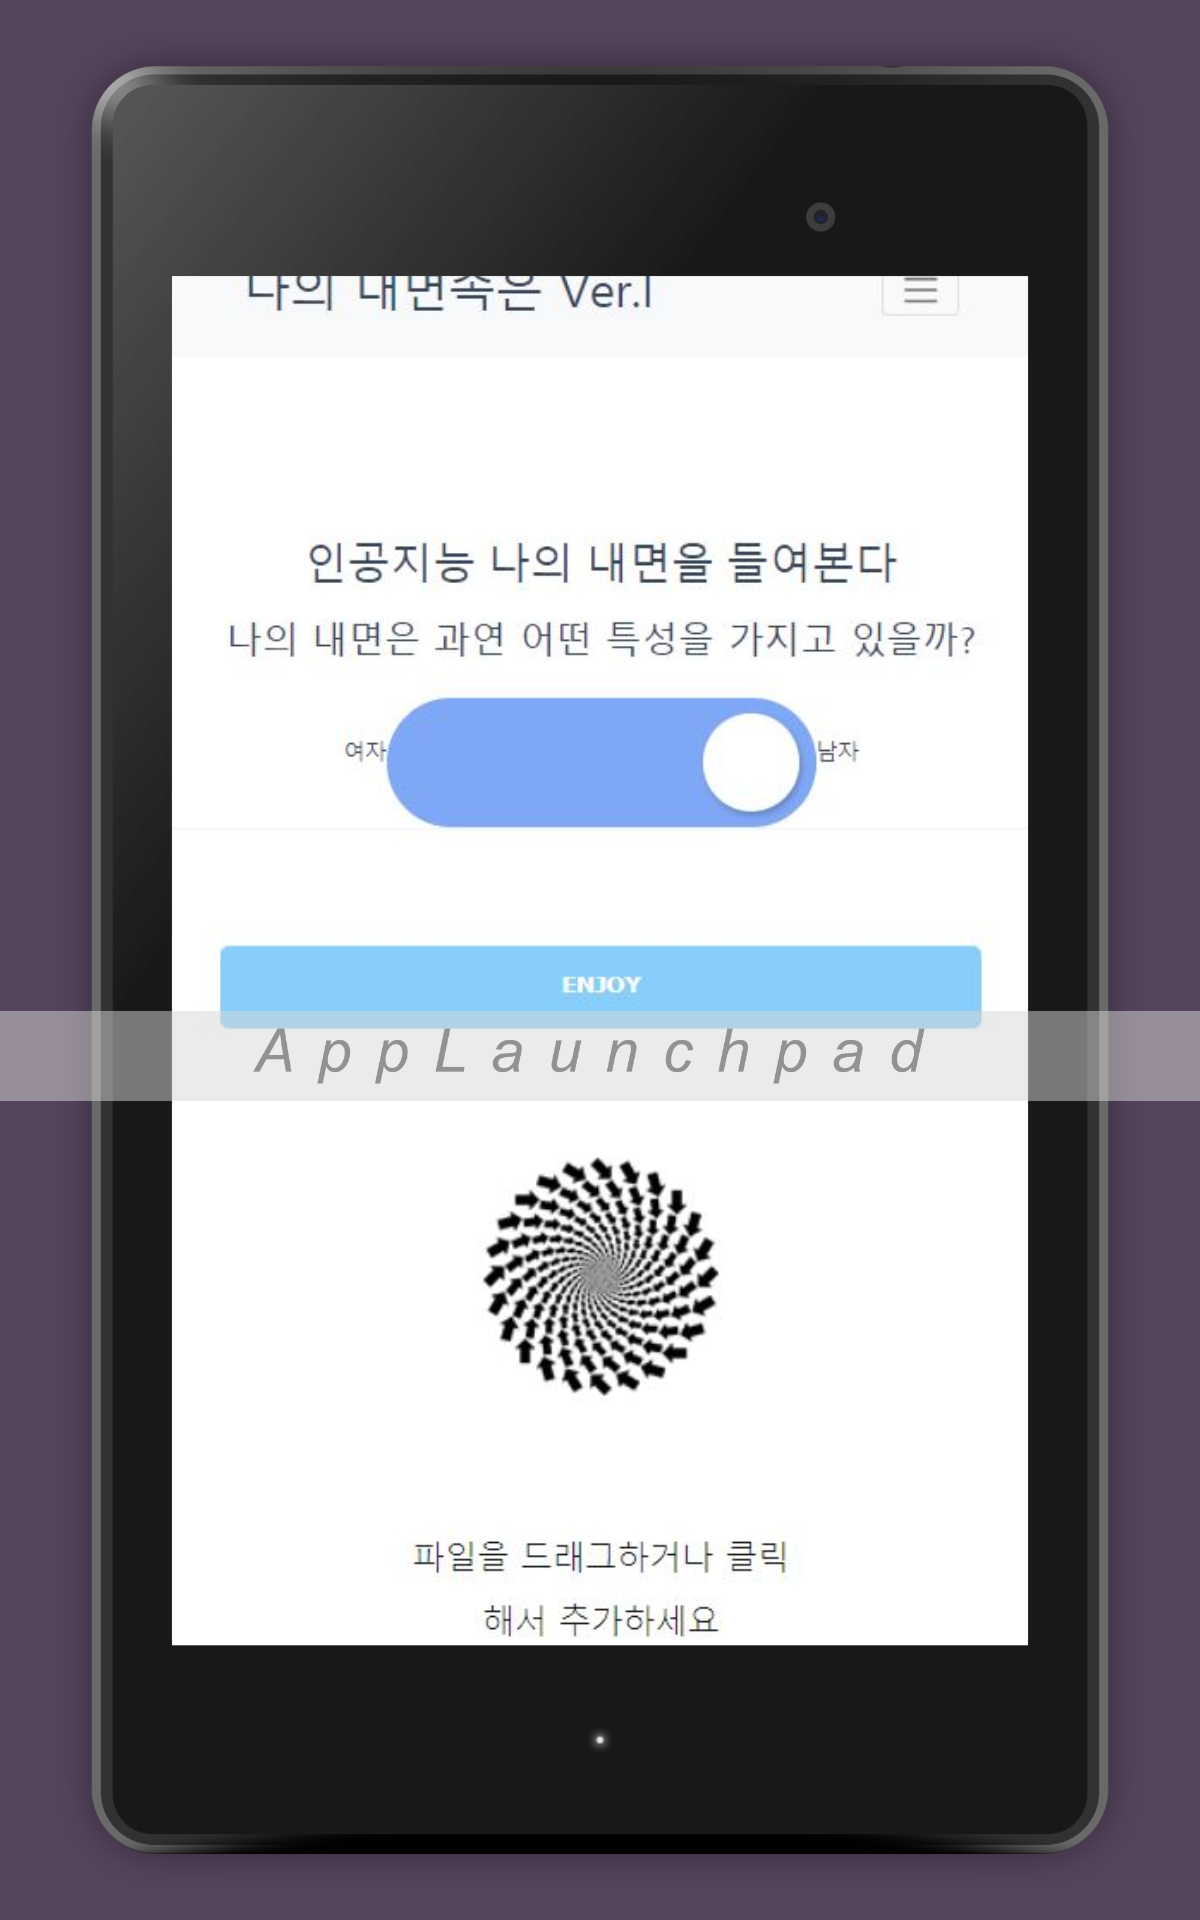 나의 내면속은 Ver.1
인공지능 나의 내면을 들여본다
나의 내면은 과연 어떤 특성을 가지고 있을까?
여자 남자
ENJOY
AppLaunchpad
파일을 드래그하거나 클릭
해서 추가하세요